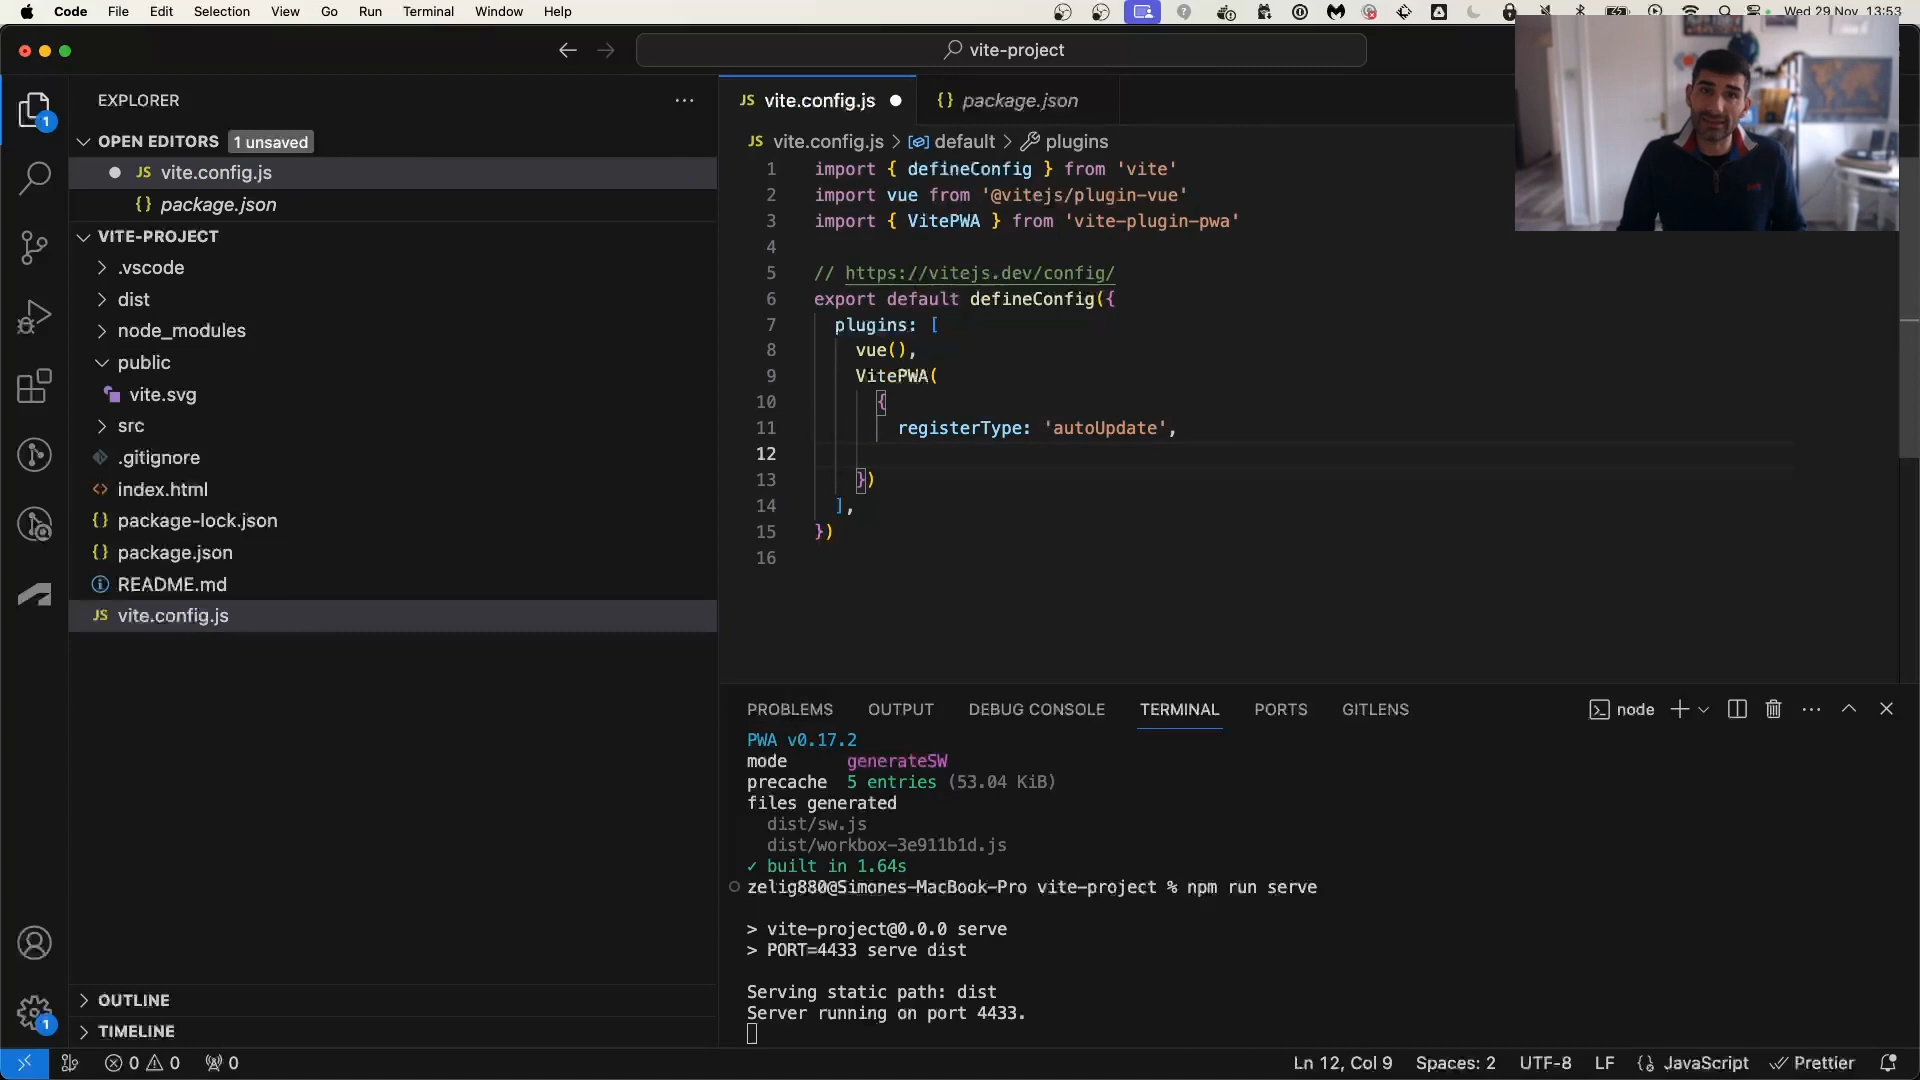 Code File Edit Selection View Go Run Terminal Window Help
Wed 29 Nov 13:53
vite-project
EXPLORER
OPEN EDITORS 1 unsaved
JS vite.config.js
{} package.json
VITE-PROJECT
.vscode
dist
node_modules
public
vite.svg
src
.gitignore
<> index.html
{} package-lock.json
{} package.json
README.md
JS vite.config.js
OUTLINE
TIMELINE
1
1
JS vite.config.js
{} package.json
JS vite.config.js > default > plugins
1 import { defineConfig } from 'vite'
2 import vue from '@vitejs/plugin-vue'
3 import { VitePWA } from 'vite-plugin-pwa'
4
5 // https://vitejs.dev/config/
6 export default defineConfig({
7 plugins: [
8 vue(),
9 VitePWA(
10 {
11 registerType: 'autoUpdate',
12
13 })
14 ],
15 })
16
PROBLEMS OUTPUT DEBUG CONSOLE TERMINAL PORTS GITLENS
node
PWA v0.17.2
mode generateSW
precache 5 entries (53.04 KiB)
files generated
dist/sw.js
dist/workbox-3e911b1d.js
✓ built in 1.64s
zelig880@Simones-MacBook-Pro vite-project % npm run serve
> vite-project@0.0.0 serve
> PORT=4433 serve dist
Serving static path: dist
Server running on port 4433.
0 0 0
Ln 12, Col 9 Spaces: 2 UTF-8 LF {} JavaScript Prettier